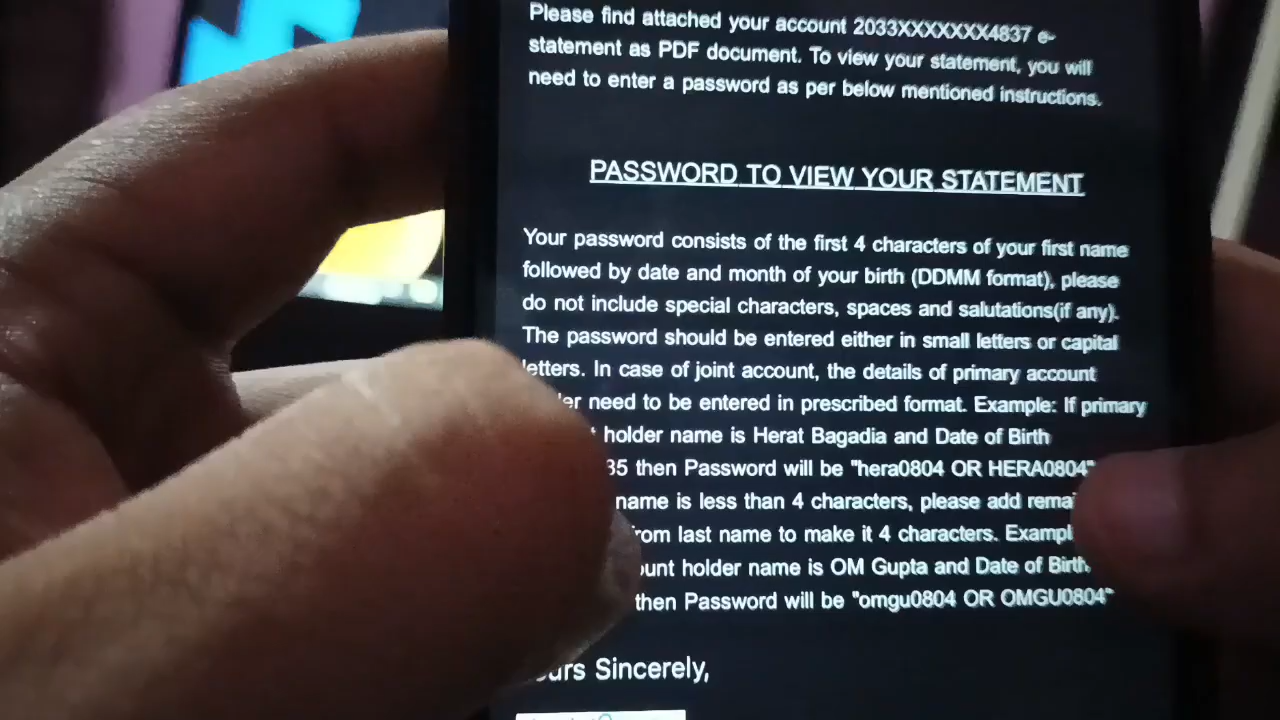 Please find attached your account 2033XXXXXXX4837 e-
statement as PDF document. To view your statement, you will
need to enter a password as per below mentioned instructions.
PASSWORD TO VIEW YOUR STATEMENT
Your password consists of the first 4 characters of your first name
followed by date and month of your birth (DDMM format), please
do not include special characters, spaces and salutations(if any).
The password should be entered either in small letters or capital
letters. In case of joint account, the details of primary account
need to be entered in prescribed format. Example: If primary
holder name is Herat Bagadia and Date of Birth
35 then Password will be "hera0804 OR HERA0804"
name is less than 4 characters, please add
from last name to make it 4 characters.
holder name is OM Gupta and Date of Birth
then Password will be "omgu0804 OR OMGU0804"
Sincerely,